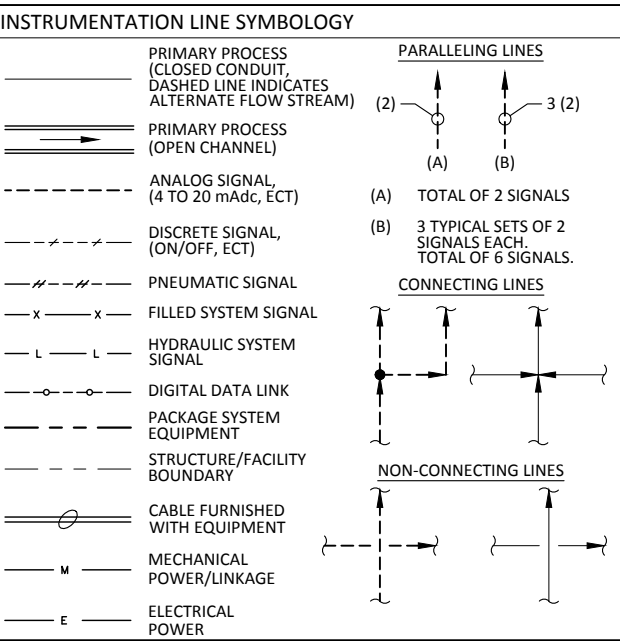 INSTRUMENTATION LINE SYMBOLOGY
PRIMARY PROCESS
(CLOSED CONDUIT,
DASHED LINE INDICATES
ALTERNATE FLOW STREAM)
PRIMARY PROCESS
(OPEN CHANNEL)
ANALOG SIGNAL,
(4 TO 20 mAdc, ECT)
DISCRETE SIGNAL,
(ON/OFF, ECT)
PNEUMATIC SIGNAL
X X FILLED SYSTEM SIGNAL
L L HYDRAULIC SYSTEM
SIGNAL
DIGITAL DATA LINK
PACKAGE SYSTEM
EQUIPMENT
STRUCTURE/FACILITY
BOUNDARY
CABLE FURNISHED
WITH EQUIPMENT
M MECHANICAL
POWER/LINKAGE
E ELECTRICAL
POWER
PARALLELING LINES
(2) 3 (2)
(A) (B)
(A) TOTAL OF 2 SIGNALS
(B) 3 TYPICAL SETS OF 2
SIGNALS EACH.
TOTAL OF 6 SIGNALS.
CONNECTING LINES
NON-CONNECTING LINES